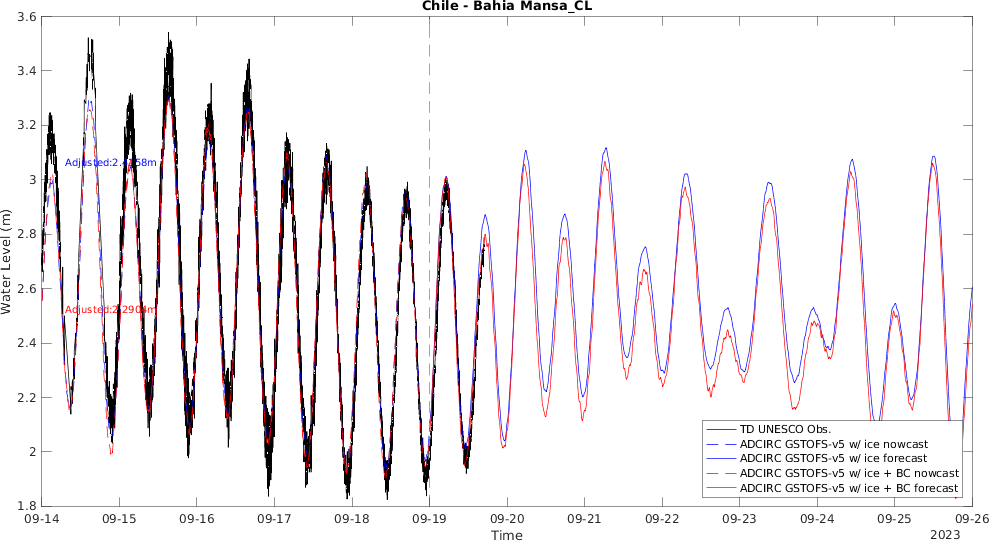 Chile - Bahia Mansa_CL
3.6
3.4
3.2
3
2.8
2.6
2.4
2.2
2
1.8
Water Level (m)
TD UNESCO Obs.
ADCIRC GSTOFS-v5 w/ ice nowcast
ADCIRC GSTOFS-v5 w/ ice forecast
ADCIRC GSTOFS-v5 w/ ice + BC nowcast
ADCIRC GSTOFS-v5 w/ ice + BC forecast
09-14 09-15 09-16 09-17 09-18 09-19 09-20 09-21 09-22 09-23 09-24 09-25 09-26
Time
2023